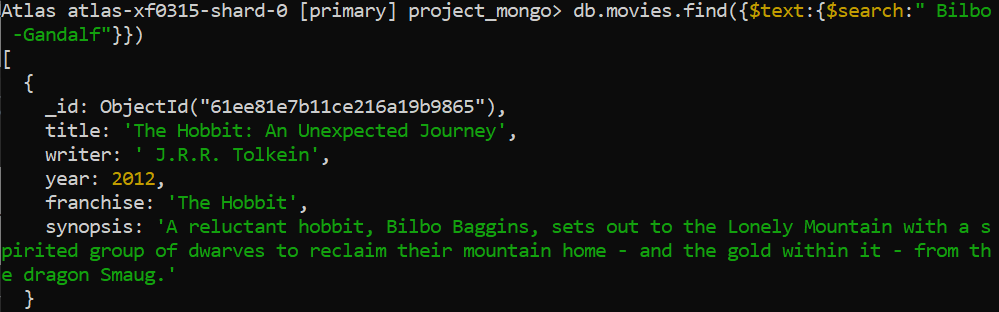 Atlas atlas-xf0315-shard-0 [primary] project_mongo> db.movies.find({$text:{$search:" Bilbo
 -Gandalf"}})
[
  {
    _id: ObjectId("61ee81e7b11ce216a19b9865"),
    title: 'The Hobbit: An Unexpected Journey',
    writer: ' J.R.R. Tolkein',
    year: 2012,
    franchise: 'The Hobbit',
    synopsis: 'A reluctant hobbit, Bilbo Baggins, sets out to the Lonely Mountain with a s
pirited group of dwarves to reclaim their mountain home - and the gold within it - from th
e dragon Smaug.'
  }